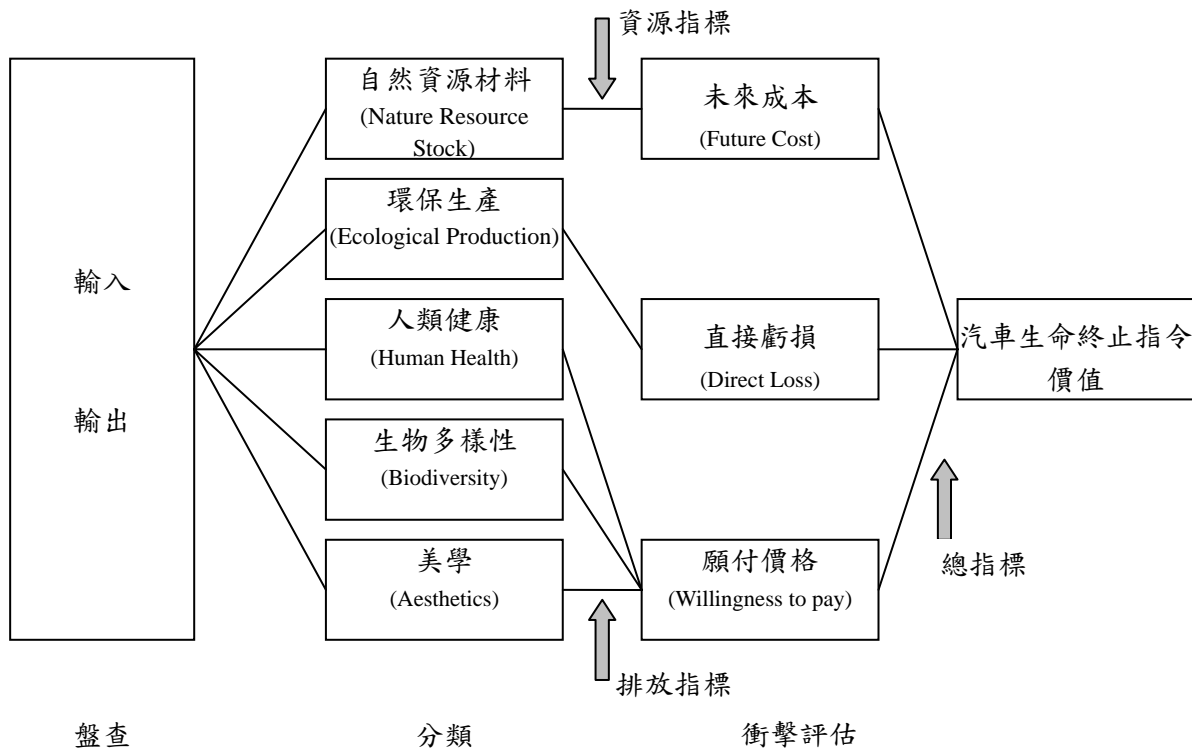 資源指標
自然資源材料
(Nature Resource
Stock)
未來成本
(Future Cost)
環保生產
(Ecological Production)
輸入
輸出
人類健康
(Human Health)
直接虧損
(Direct Loss)
汽車生命終止指令
價值
生物多樣性
(Biodiversity)
美學
(Aesthetics)
願付價格
(Willingness to pay)
總指標
排放指標
盤查
分類
衝擊評估